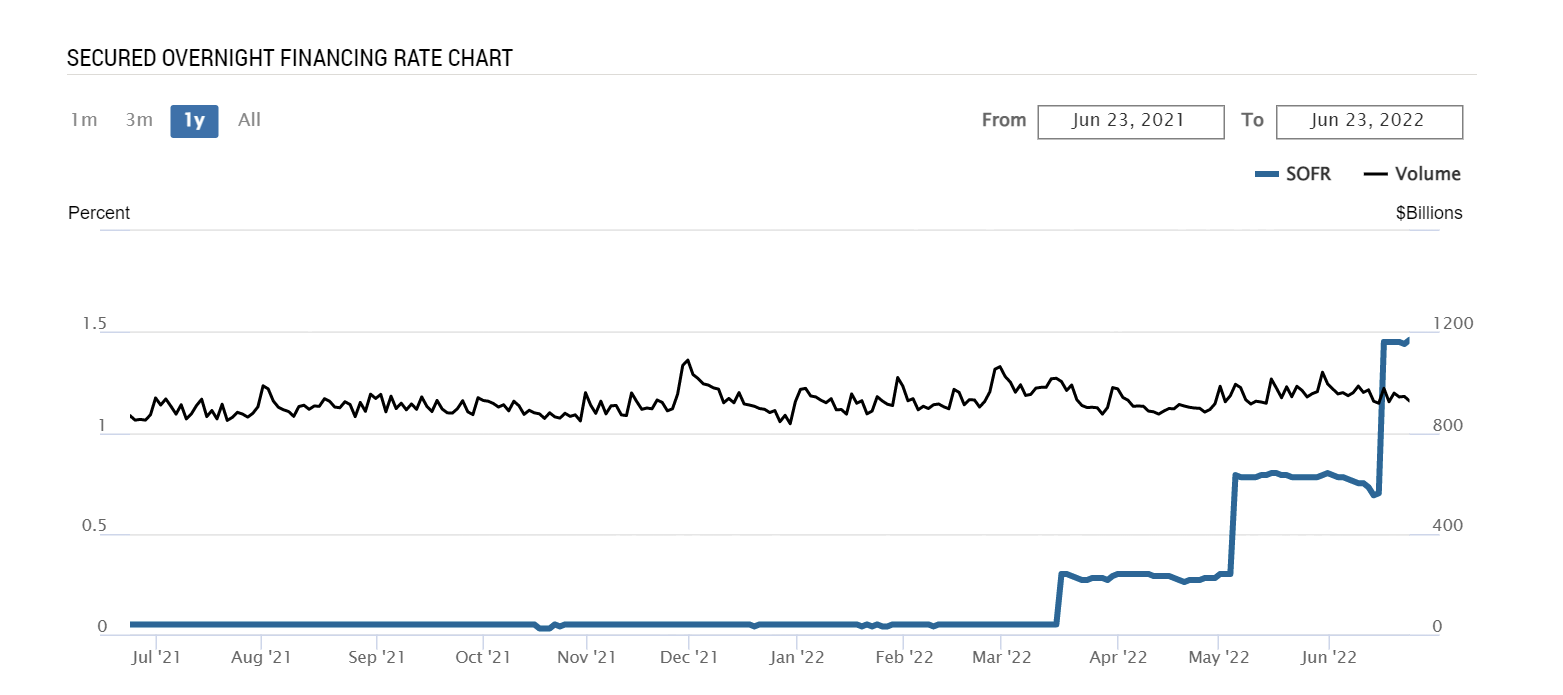 SECURED OVERNIGHT FINANCING RATE CHART
1m 3m 1y All From Jun 23, 2021 To Jun 23, 2022
SOFR Volume
Percent $Billions
1.5 1200
1 800
0.5 400
0 0
Jul '21 Aug '21 Sep '21 Oct '21 Nov '21 Dec '21 Jan '22 Feb '22 Mar '22 Apr '22 May '22 Jun '22